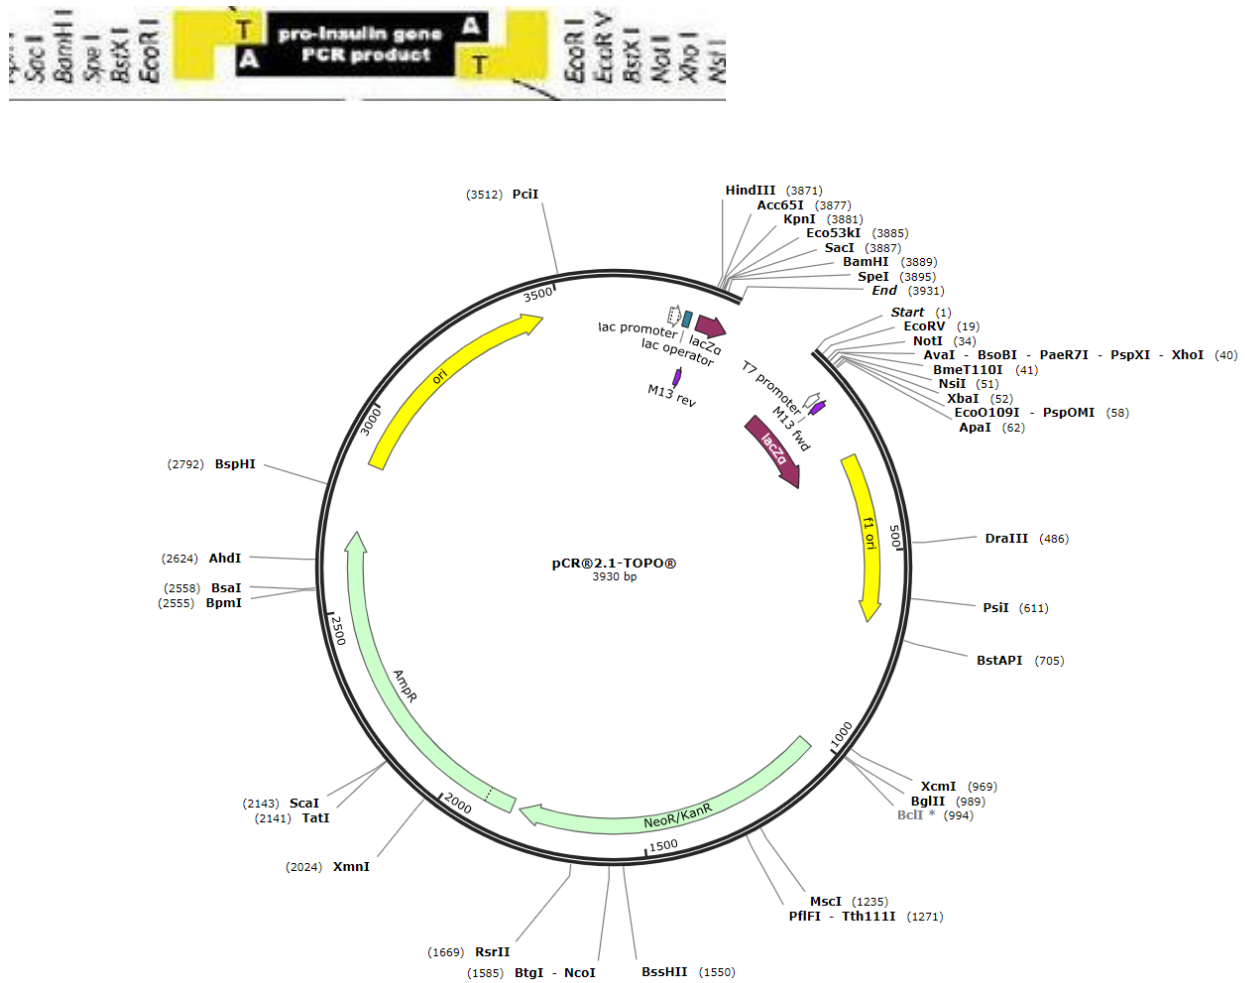 Sac I
BamH I
Spe I
BstX I
EcoR I
T
A
pro-Insulin gene
PCR product
A
T
EcoR I
EcoR V
BstX I
Not I
Xho I
Nsi I
(3512) PciI
HindIII (3871)
Acc65I (3877)
KpnI (3881)
Eco53kI (3885)
SacI (3887)
BamHI (3889)
SpeI (3895)
End (3931)
Start (1)
EcoRV (19)
NotI (34)
AvaI - BsoBI - PaeR7I - PspXI - XhoI (40)
BmeT110I (41)
NsiI (51)
XbaI (52)
EcoO109I - PspOMI (58)
ApaI (62)
3500
lac promoter
lacZα
lac operator
M13 rev
T7 promoter
M13 fwd
lacZα
ori
3000
f1 ori
500
(2792) BspHI
(2624) AhdI
(2558) BsaI
(2555) BpmI
2500
pCR®2.1-TOPO®
3930 bp
DraIII (486)
PsiI (611)
BstAPI (705)
AmpR
1000
XcmI (969)
BglII (989)
BclI * (994)
(2143) ScaI
(2141) TatI
2000
NeoR/KanR
1500
(2024) XmnI
MscI (1235)
PflFI - Tth111I (1271)
(1669) RsrII
(1585) BtgI - NcoI
BssHII (1550)